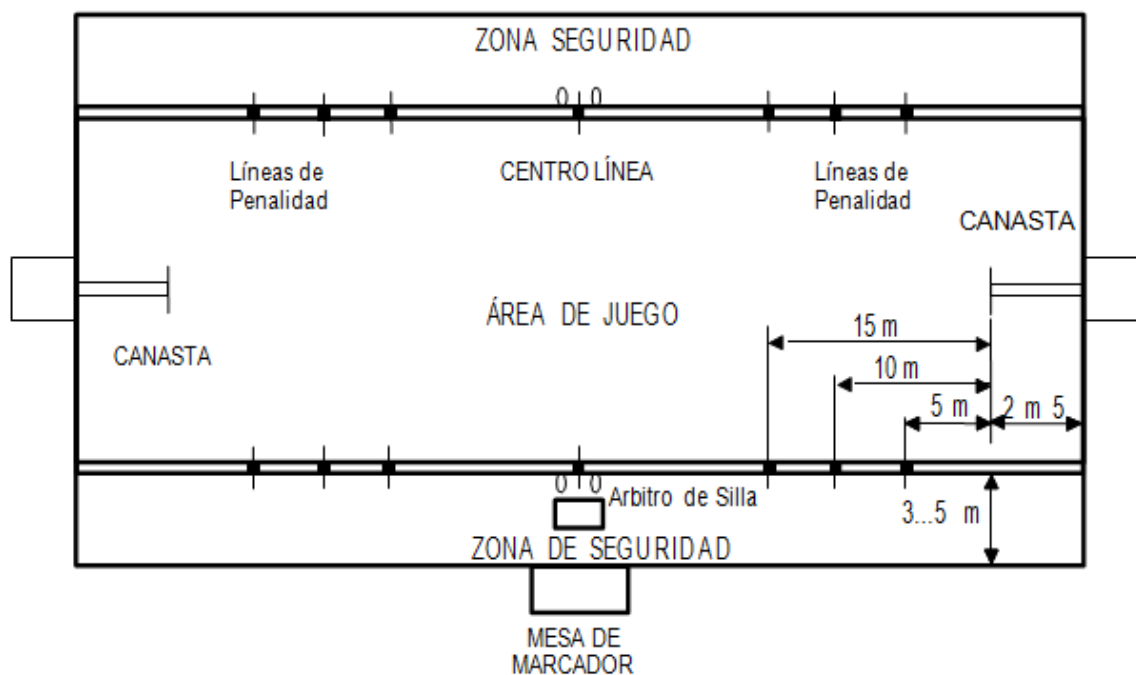 ZONA SEGURIDAD
0 0
Líneas de
Penalidad
CENTRO LÍNEA
Líneas de
Penalidad
CANASTA
ÁREA DE JUEGO
15 m
CANASTA
10 m
5 m
2 m 5
0 0
Arbitro de Silla
3...5 m
ZONA DE SEGURIDAD
MESA DE
MARCADOR